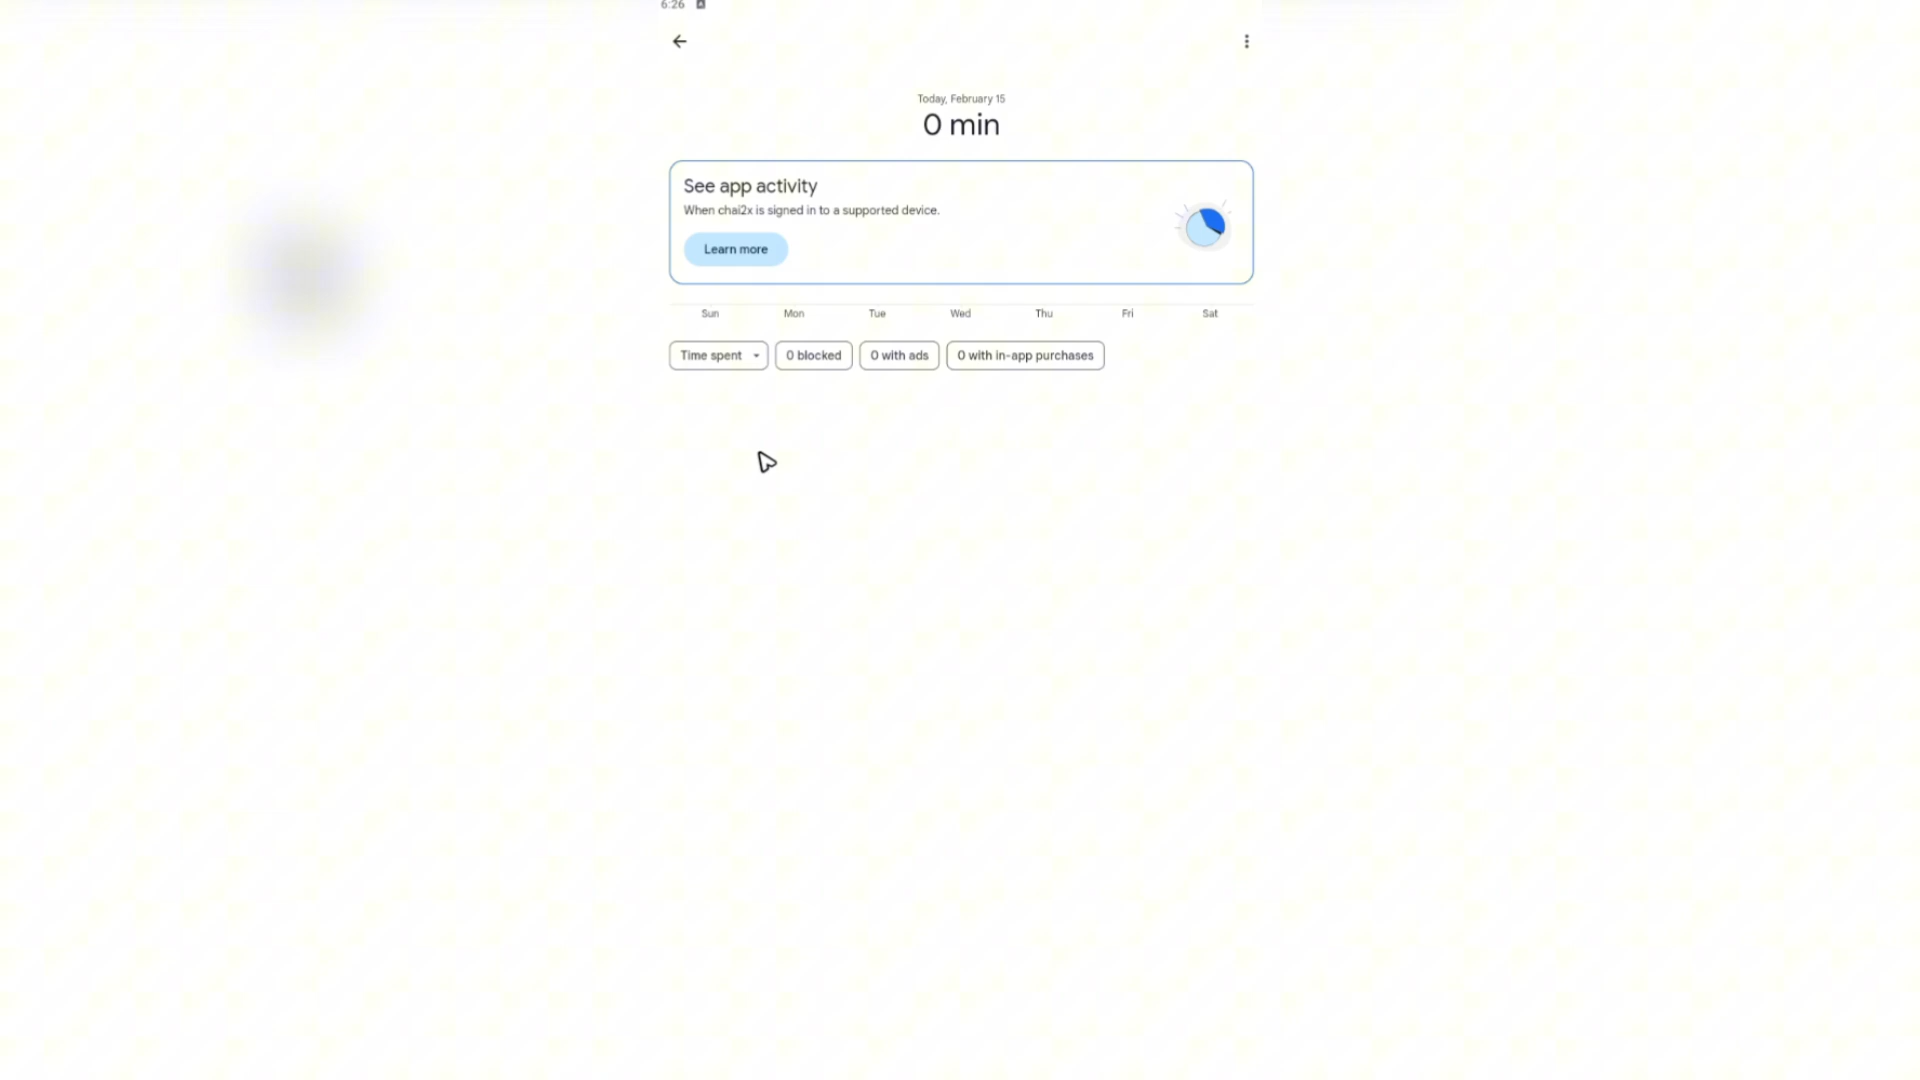 6:26
Today, February 15
0 min
See app activity
When chai2x is signed in to a supported device.
Learn more
Sun Mon Tue Wed Thu Fri Sat
Time spent 0 blocked 0 with ads 0 with in-app purchases